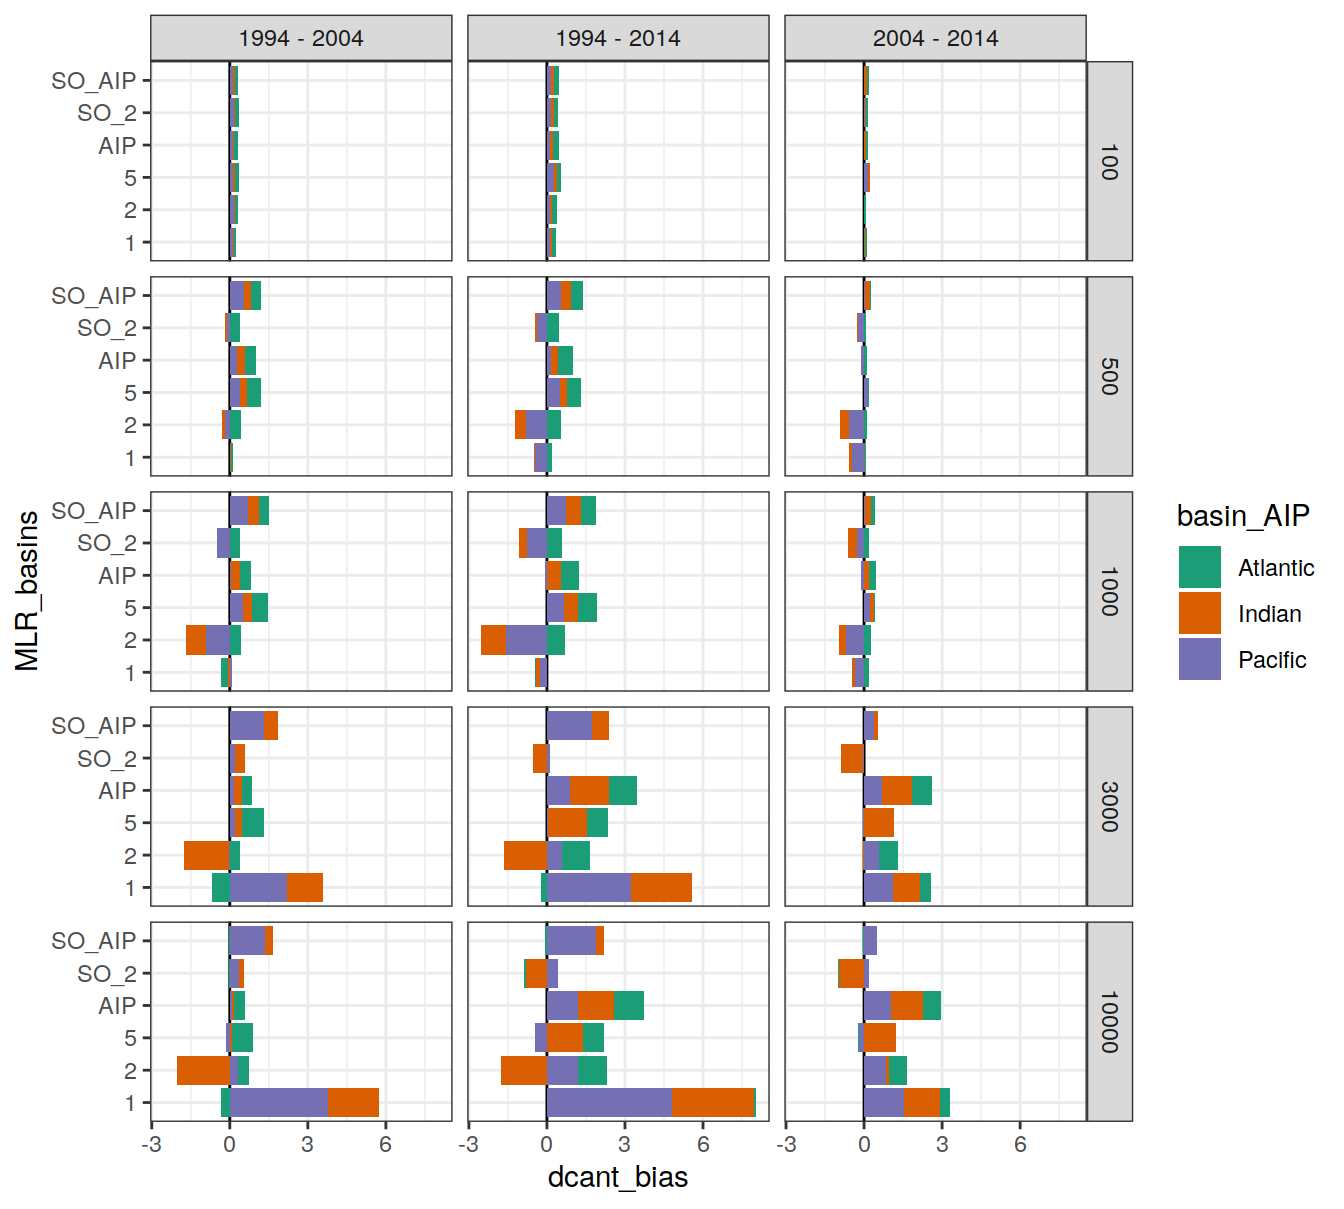 1994 - 2004
1994 - 2014
2004 - 2014
SO_AIP
SO_2
AIP
5
2
1
100
SO_AIP
SO_2
AIP
5
2
1
500
SO_AIP
SO_2
AIP
5
2
1
1000
SO_AIP
SO_2
AIP
5
2
1
3000
SO_AIP
SO_2
AIP
5
2
1
10000
-3 0 3 6
-3 0 3 6
-3 0 3 6
dcant_bias
MLR_basins
basin_AIP
Atlantic
Indian
Pacific